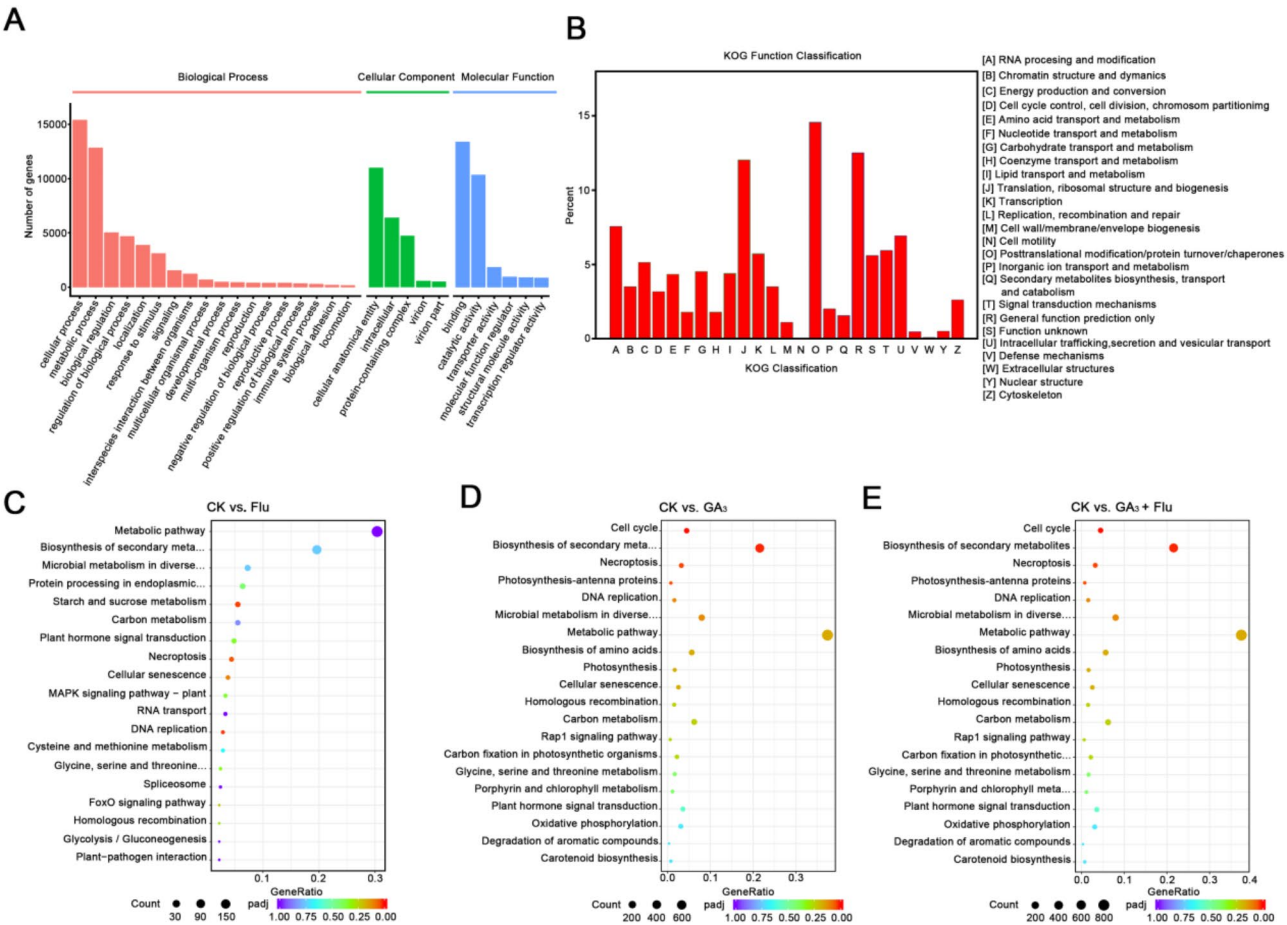 A
Biological Process
Cellular Component
Molecular Function
Number of genes
15000
10000
5000
0
cellular process
metabolic process
biological regulation
regulation of biological process
localization
response to stimulus
signaling
interspecies interaction between organisms
multicellular organismal process
developmental process
multi-organism process
reproduction
negative regulation of biological process
reproductive process
positive regulation of biological process
immune system process
biological adhesion
locomotion
cellular anatomical entity
intracellular
protein-containing complex
virion
virion part
binding
catalytic activity
transporter activity
molecular function regulator
structural molecule activity
transcription regulator activity
B
KOG Function Classification
Percent
15
10
5
0
A B C D E F G H I J K L M N O P Q R S T U V W Y Z
KOG Classification
[A] RNA procesing and modification
[B] Chromatin structure and dymanics
[C] Energy production and conversion
[D] Cell cycle control, cell division, chromosom partitionimg
[E] Amino acid transport and metabolism
[F] Nucleotide transport and metabolism
[G] Carbohydrate transport and metabolism
[H] Coenzyme transport and metabolism
[I] Lipid transport and metabolism
[J] Translation, ribosomal structure and biogenesis
[K] Transcription
[L] Replication, recombination and repair
[M] Cell wall/membrane/envelope biogenesis
[N] Cell motility
[O] Posttranslational modification/protein turnover/chaperones
[P] Inorganic ion transport and metabolism
[Q] Secondary metabolites biosynthesis, transport
and catabolism
[T] Signal transduction mechanisms
[R] General function prediction only
[S] Function unknown
[U] Intracellular trafficking,secretion and vesicular transport
[V] Defense mechanisms
[W] Extracellular structures
[Y] Nuclear structure
[Z] Cytoskeleton
C
CK vs. Flu
Metabolic pathway
Biosynthesis of secondary meta...
Microbial metabolism in diverse...
Protein processing in endoplasmic...
Starch and sucrose metabolism
Carbon metabolism
Plant hormone signal transduction
Necroptosis
Cellular senescence
MAPK signaling pathway − plant
RNA transport
DNA replication
Cysteine and methionine metabolism
Glycine, serine and threonine...
Spliceosome
FoxO signaling pathway
Homologous recombination
Glycolysis / Gluconeogenesis
Plant−pathogen interaction
0.1 0.2 0.3
GeneRatio
Count
30 90 150
padj
1.00 0.75 0.50 0.25 0.00
D
CK vs. GA3
Cell cycle
Biosynthesis of secondary meta...
Necroptosis
Photosynthesis-antenna proteins
DNA replication
Microbial metabolism in diverse....
Metabolic pathway
Biosynthesis of amino acids
Photosynthesis
Cellular senescence
Homologous recombination
Carbon metabolism
Rap1 signaling pathway
Carbon fixation in photosynthetic organisms
Glycine, serine and threonine metabolism
Porphyrin and chlorophyll metabolism
Plant hormone signal transduction
Oxidative phosphorylation
Degradation of aromatic compounds
Carotenoid biosynthesis
0.0 0.1 0.2 0.3
GeneRatio
Count
200 400 600
padj
1.00 0.75 0.50 0.25 0.00
E
CK vs. GA3 + Flu
Cell cycle
Biosynthesis of secondary metabolites
Necroptosis
Photosynthesis-antenna proteins
DNA replication
Microbial metabolism in diverse....
Metabolic pathway
Biosynthesis of amino acids
Photosynthesis
Cellular senescence
Homologous recombination
Carbon metabolism
Rap1 signaling pathway
Carbon fixation in photosynthetic...
Glycine, serine and threonine metabolism
Porphyrin and chlorophyll meta...
Plant hormone signal transduction
Oxidative phosphorylation
Degradation of aromatic compounds
Carotenoid biosynthesis
0.0 0.1 0.2 0.3 0.4
GeneRatio
Count
200 400 600 800
padj
1.00 0.75 0.50 0.25 0.00